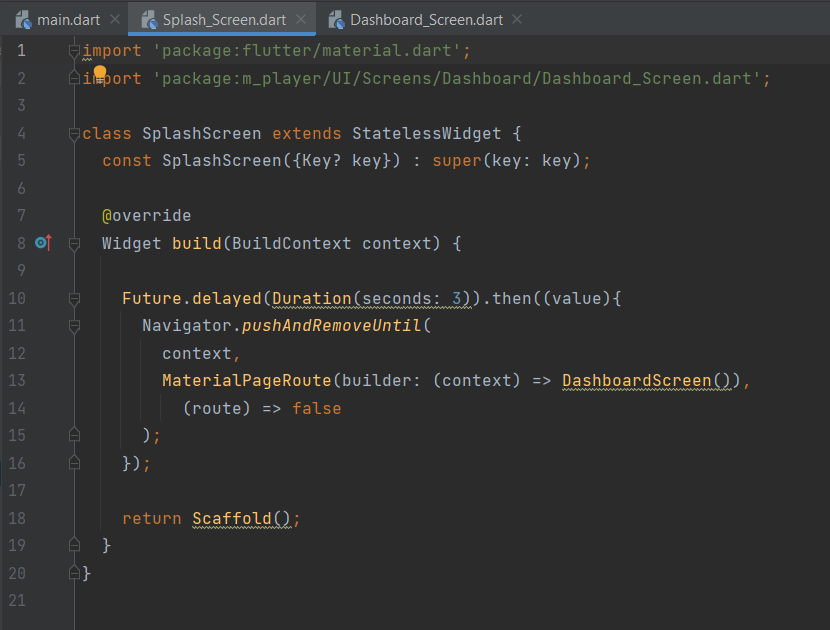 main.dart
Splash_Screen.dart
Dashboard_Screen.dart
1 import 'package:flutter/material.dart';
2 import 'package:m_player/UI/Screens/Dashboard/Dashboard_Screen.dart';
3
4 class SplashScreen extends StatelessWidget {
5 const SplashScreen({Key? key}) : super(key: key);
6
7 @override
8 Widget build(BuildContext context) {
9
10 Future.delayed(Duration(seconds: 3)).then((value){
11 Navigator.pushAndRemoveUntil(
12 context,
13 MaterialPageRoute(builder: (context) => DashboardScreen()),
14 (route) => false
15 );
16 });
17
18 return Scaffold();
19 }
20 }
21